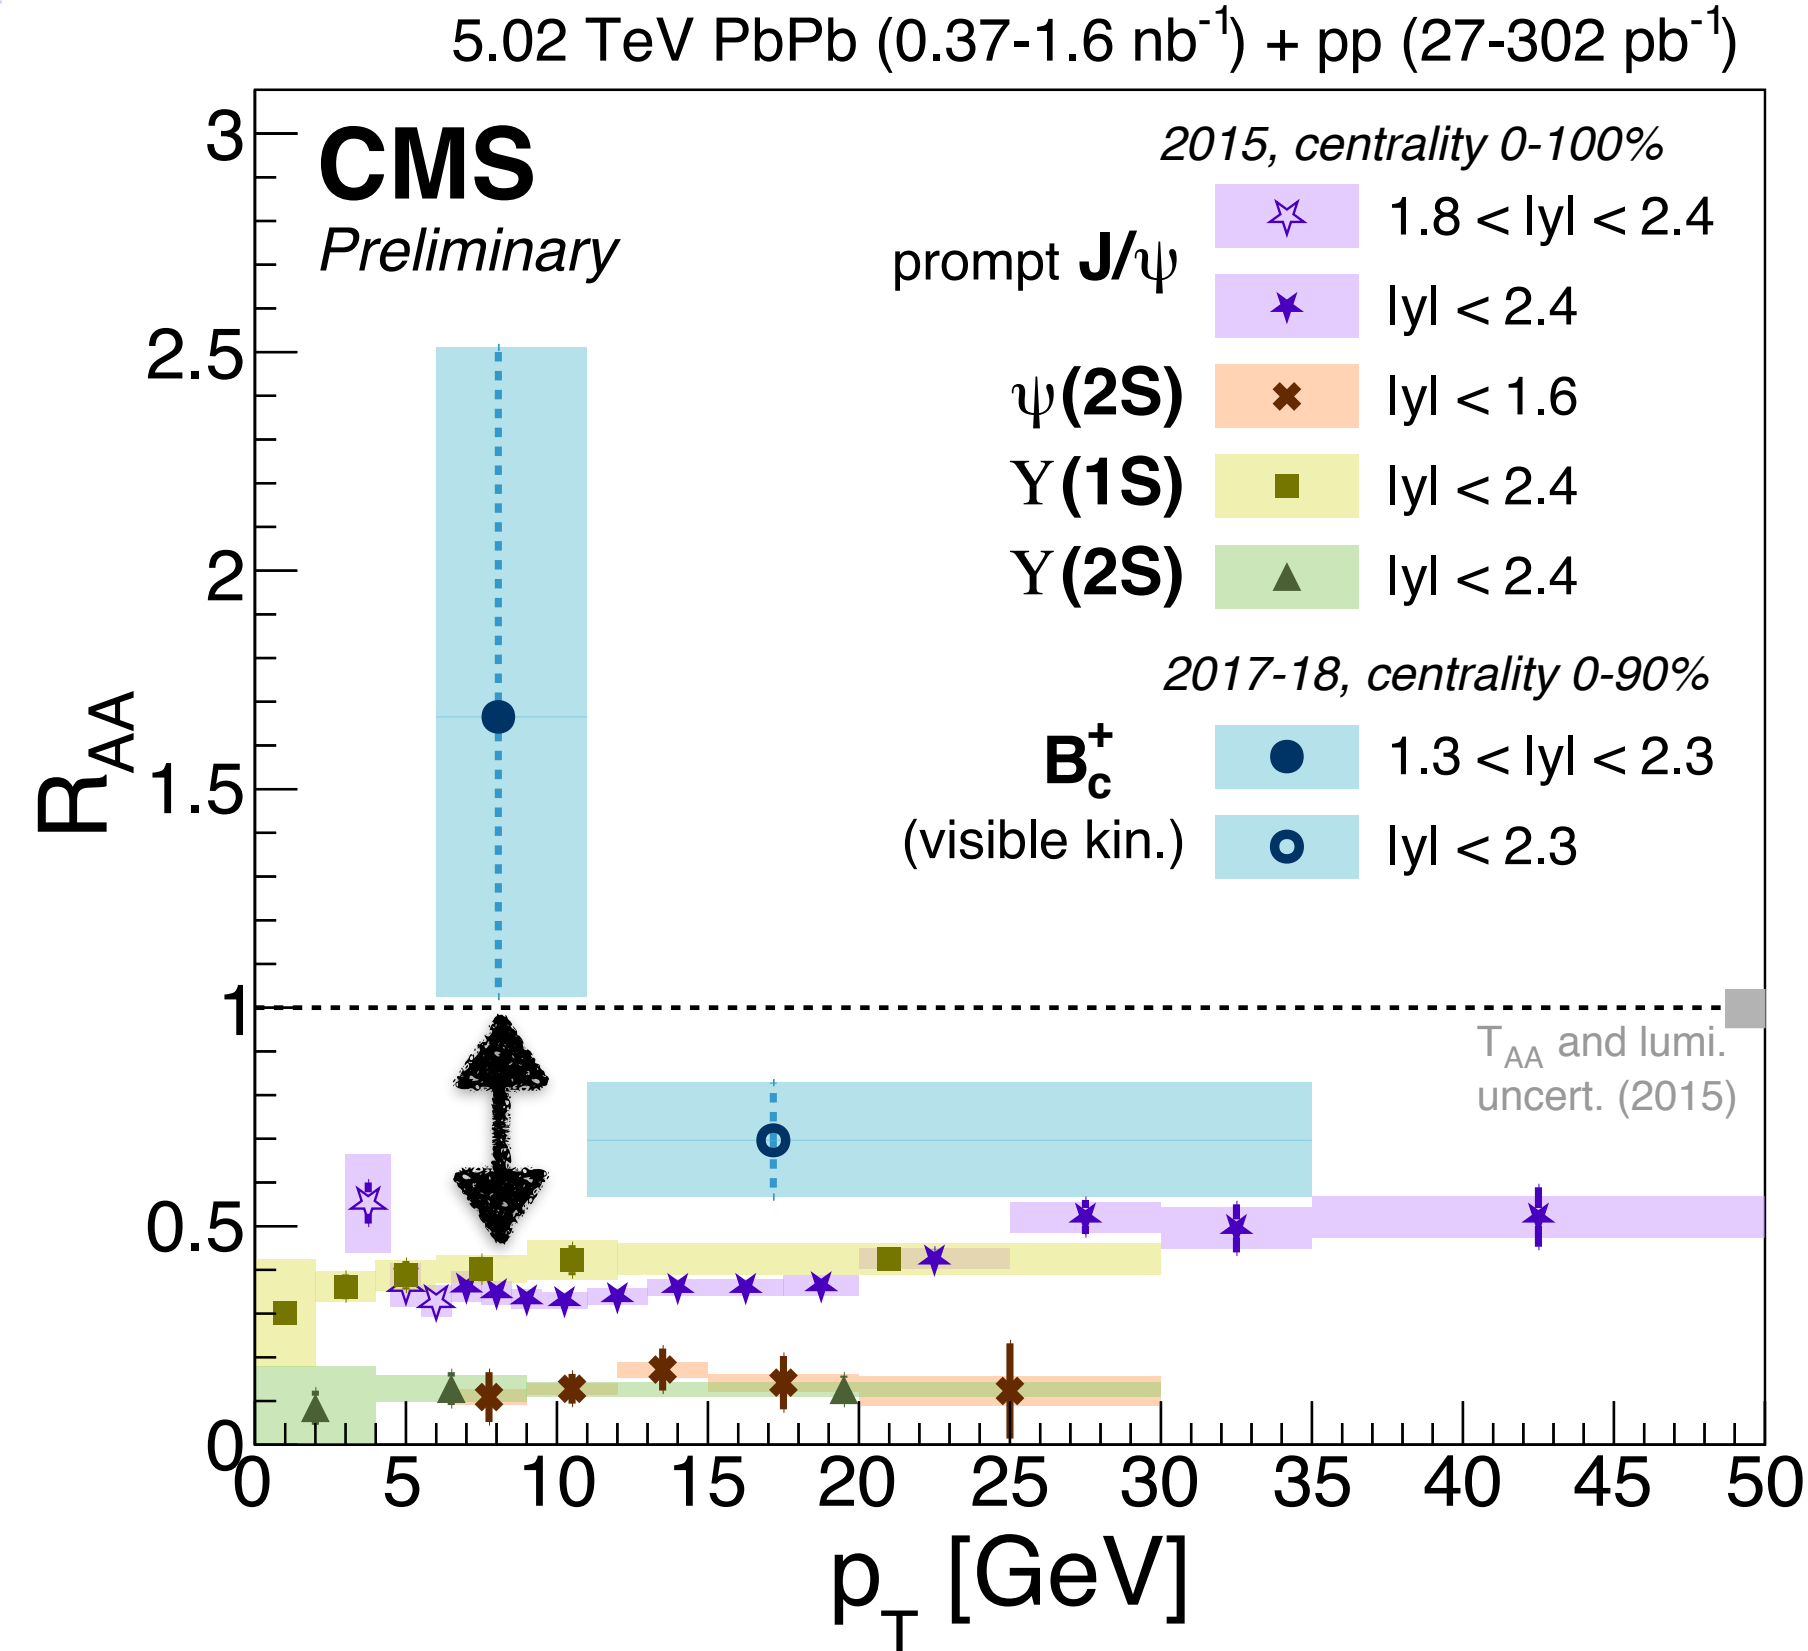 5.02 TeV PbPb (0.37-1.6 nb⁻¹) + pp (27-302 pb⁻¹)
CMS
Preliminary
2015, centrality 0-100%
prompt J/ψ
1.8 < |y| < 2.4
|y| < 2.4
ψ(2S) |y| < 1.6
Υ(1S) |y| < 2.4
Υ(2S) |y| < 2.4
2017-18, centrality 0-90%
B_c^+ 1.3 < |y| < 2.3
(visible kin.) |y| < 2.3
T_AA and lumi.
uncert. (2015)
R_AA
3
2.5
2
1.5
1
0.5
0
0 5 10 15 20 25 30 35 40 45 50
p_T [GeV]